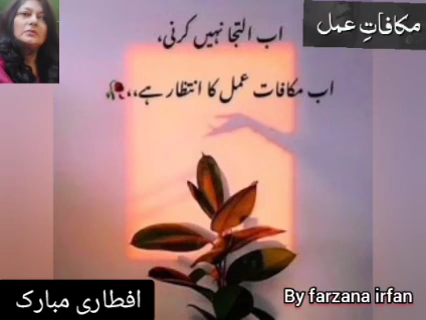 مکافاتِ عمل
اب التجا نہیں کرنی،
اب مکافات عمل کا انتظار ہے،،
افطاری مبارک
By farzana irfan